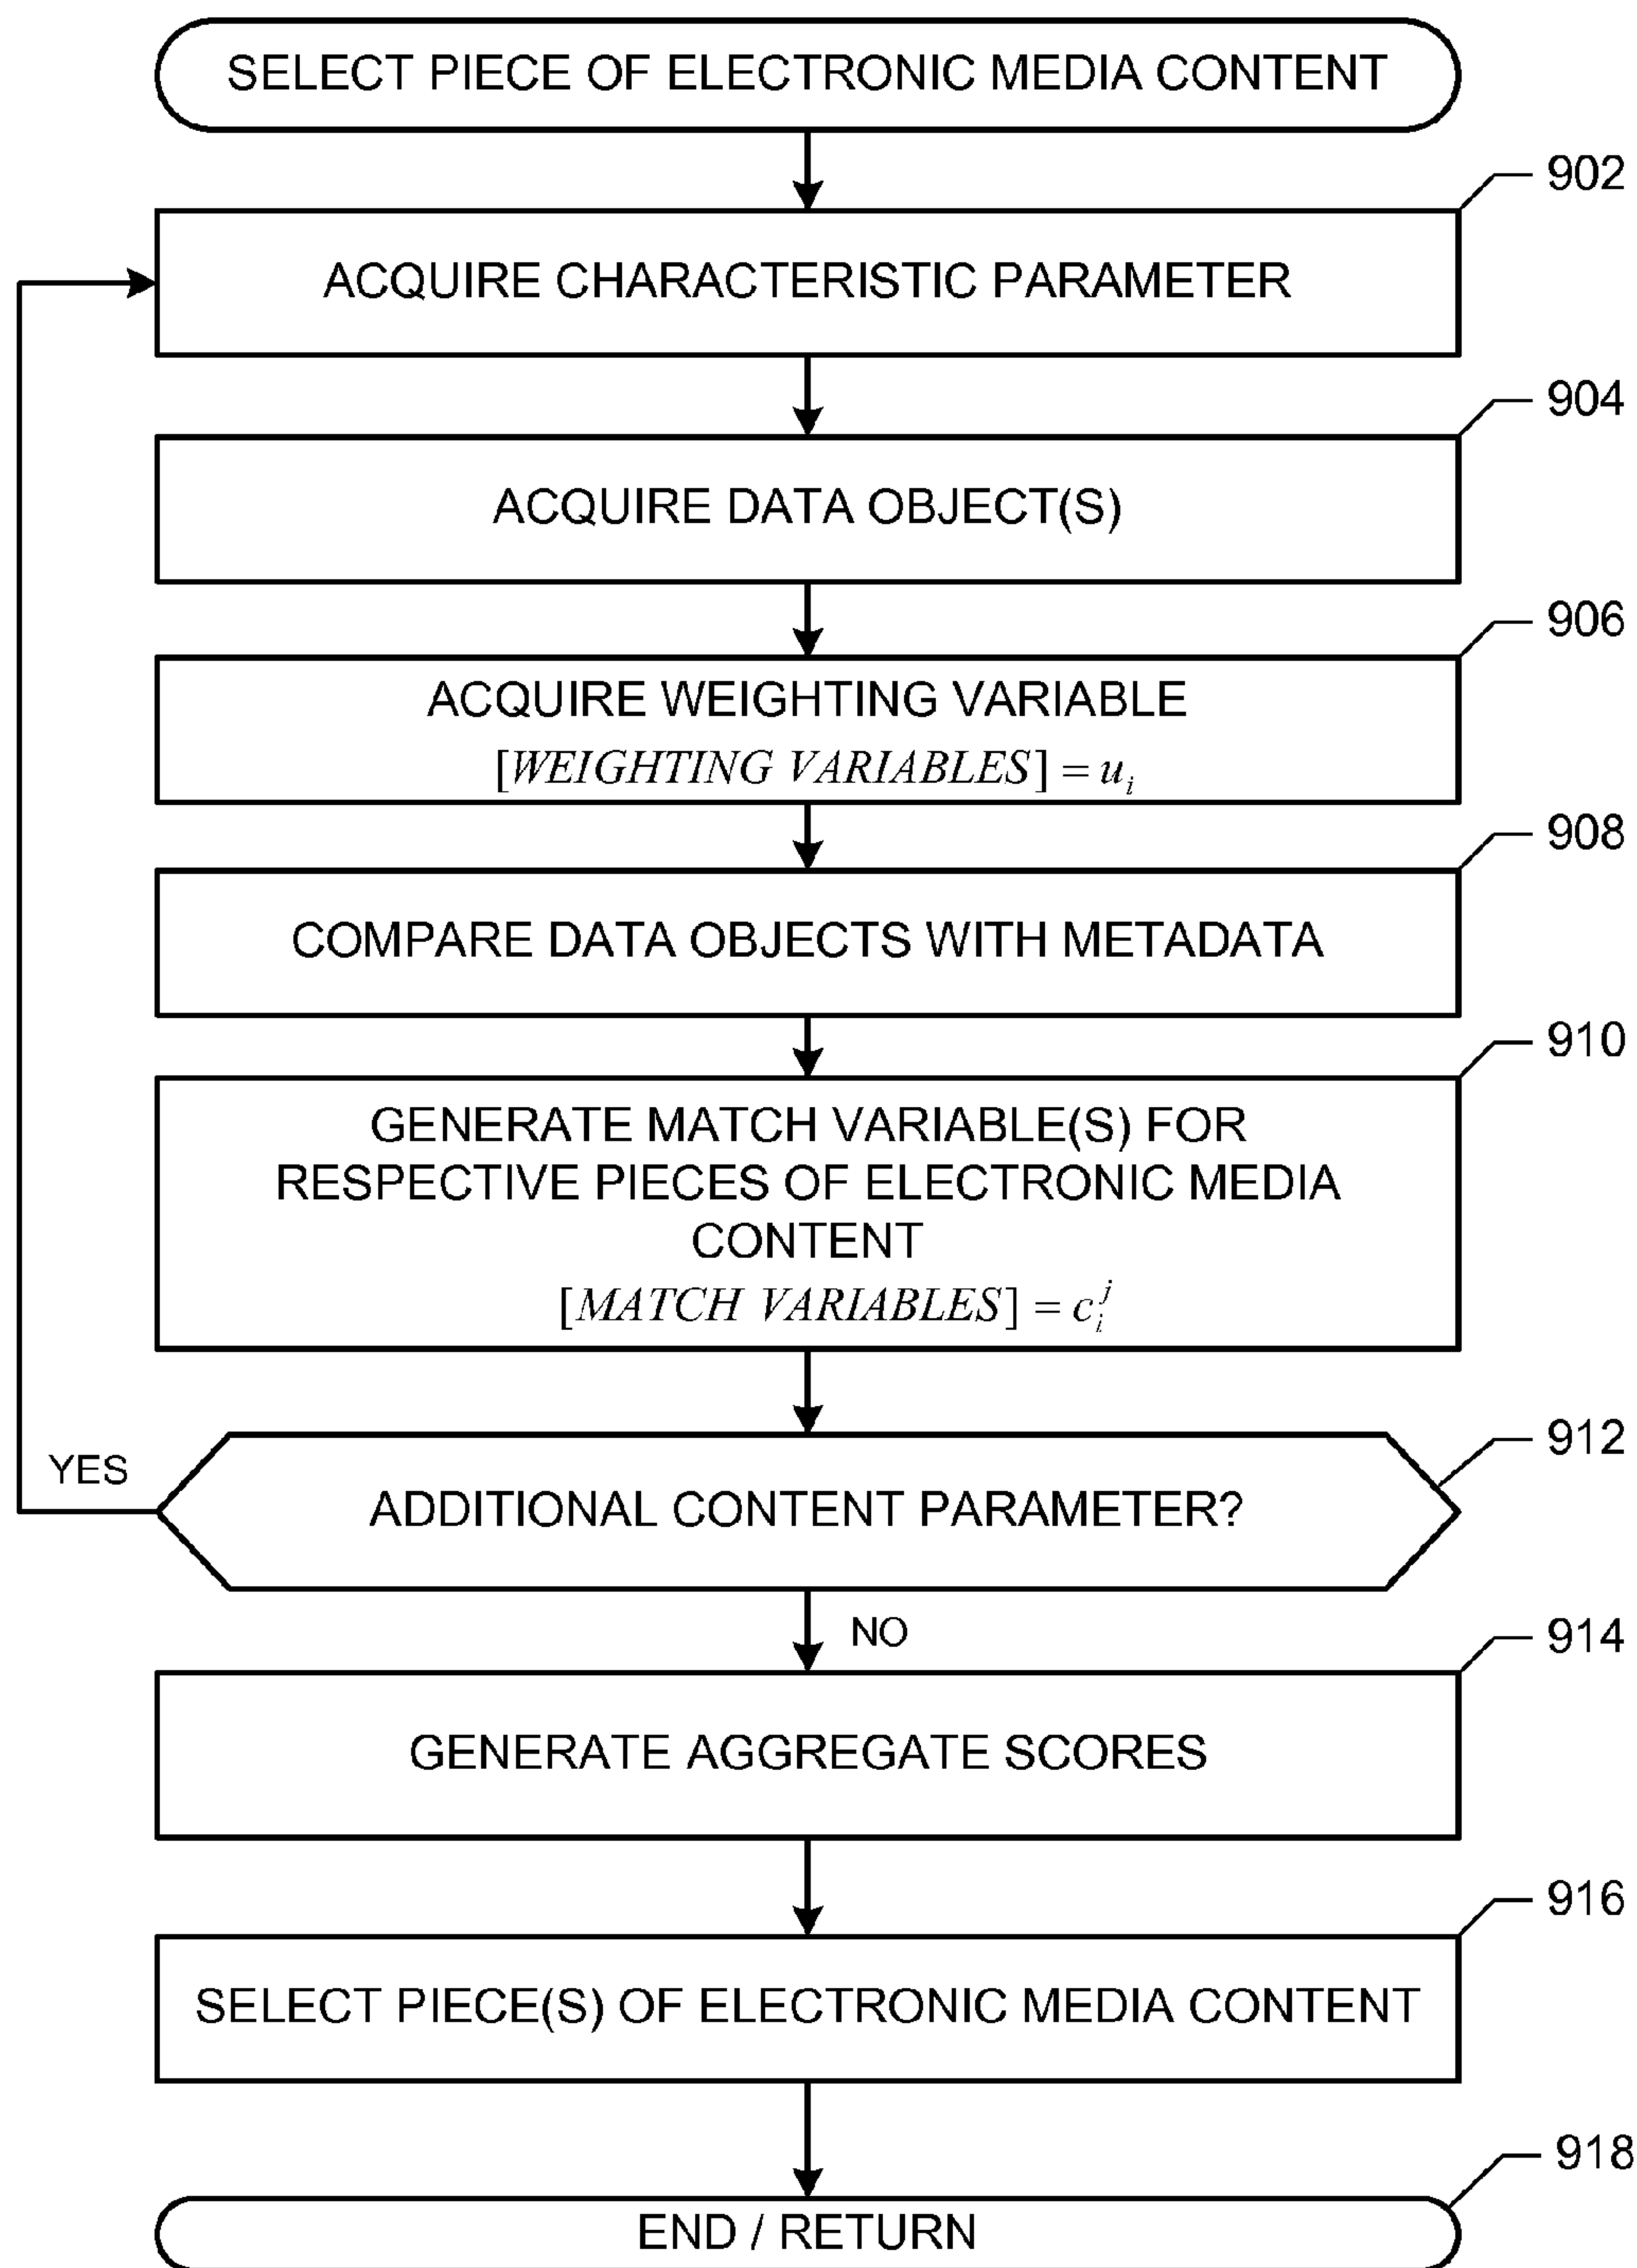 SELECT PIECE OF ELECTRONIC MEDIA CONTENT
902
ACQUIRE CHARACTERISTIC PARAMETER
904
ACQUIRE DATA OBJECT(S)
906
ACQUIRE WEIGHTING VARIABLE
[WEIGHTING VARIABLES] = u_i
908
COMPARE DATA OBJECTS WITH METADATA
910
GENERATE MATCH VARIABLE(S) FOR
RESPECTIVE PIECES OF ELECTRONIC MEDIA
CONTENT
[MATCH VARIABLES] = c_i^j
912
YES
ADDITIONAL CONTENT PARAMETER?
NO
914
GENERATE AGGREGATE SCORES
916
SELECT PIECE(S) OF ELECTRONIC MEDIA CONTENT
918
END / RETURN